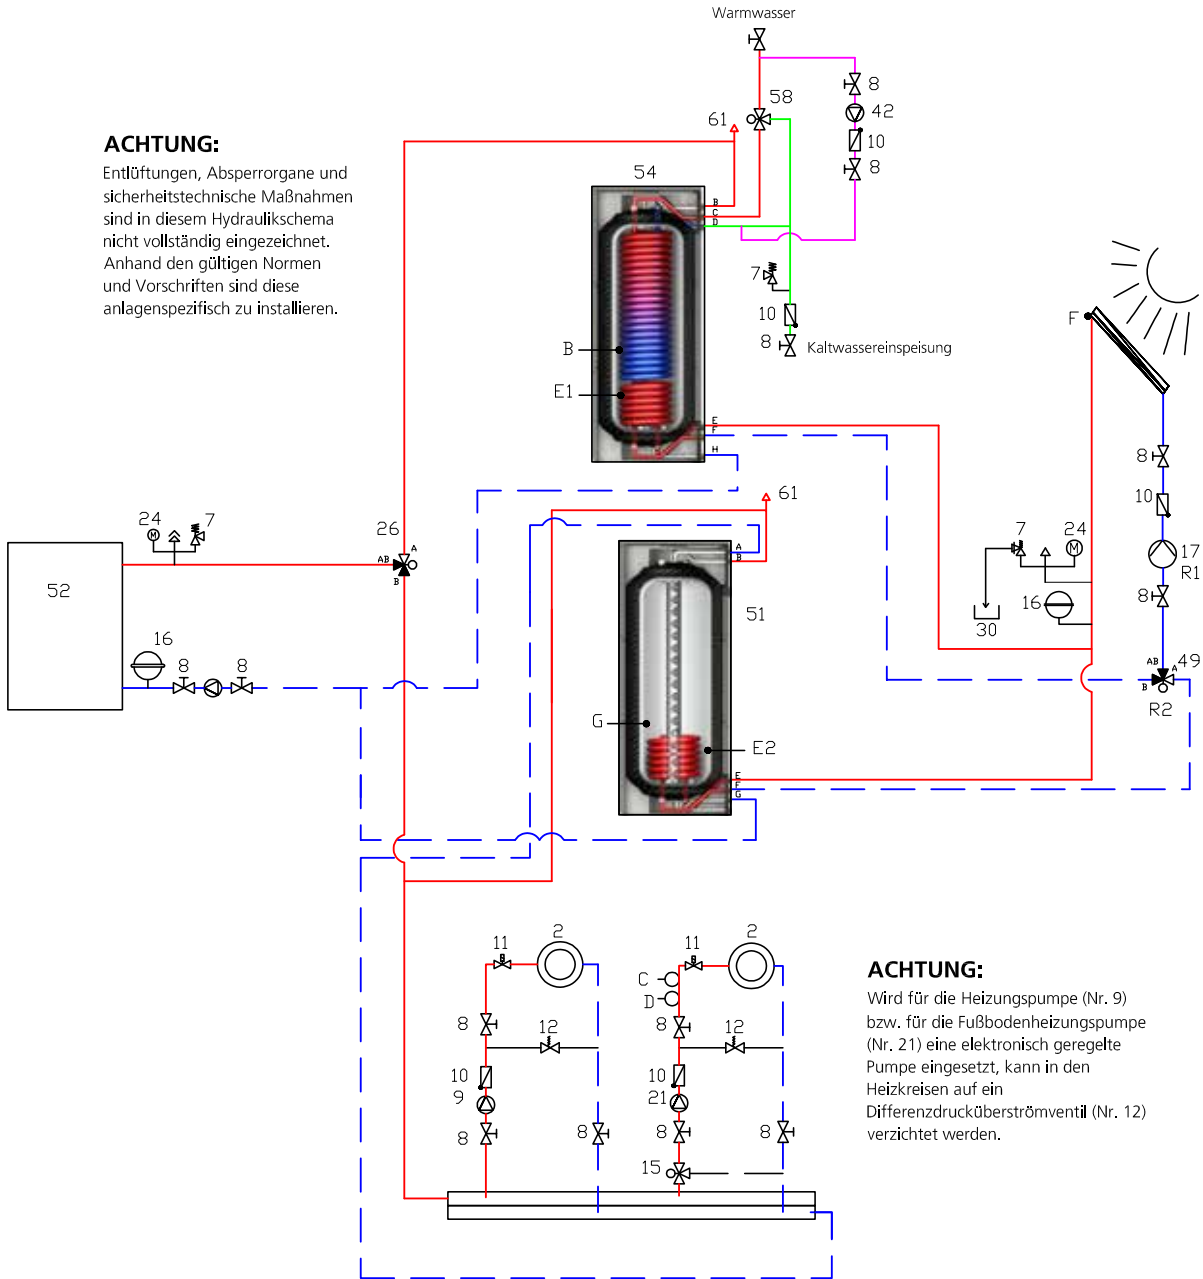 Warmwasser
8
58
42
61
10
8
ACHTUNG:
Entlüftungen, Absperrorgane und
sicherheitstechnische Maßnahmen
sind in diesem Hydraulikschema
nicht vollständig eingezeichnet.
Anhand den gültigen Normen
und Vorschriften sind diese
anlagenspezifisch zu installieren.
54
B
C
D
7
10
8
Kaltwassereinspeisung
F
B
E1
E
F
H
8
10
17
R1
8
61
24
7
26
A
AB
B
52
16
8
8
A
B
51
7
24
16
30
AB
A
49
B
R2
G
E2
E
F
G
11
2
11
2
C
D
8
12
8
12
10
9
10
21
8
8
8
8
15
ACHTUNG:
Wird für die Heizungspumpe (Nr. 9)
bzw. für die Fußbodenheizungspumpe
(Nr. 21) eine elektronisch geregelte
Pumpe eingesetzt, kann in den
Heizkreisen auf ein
Differenzdrucküberströmventil (Nr. 12)
verzichtet werden.